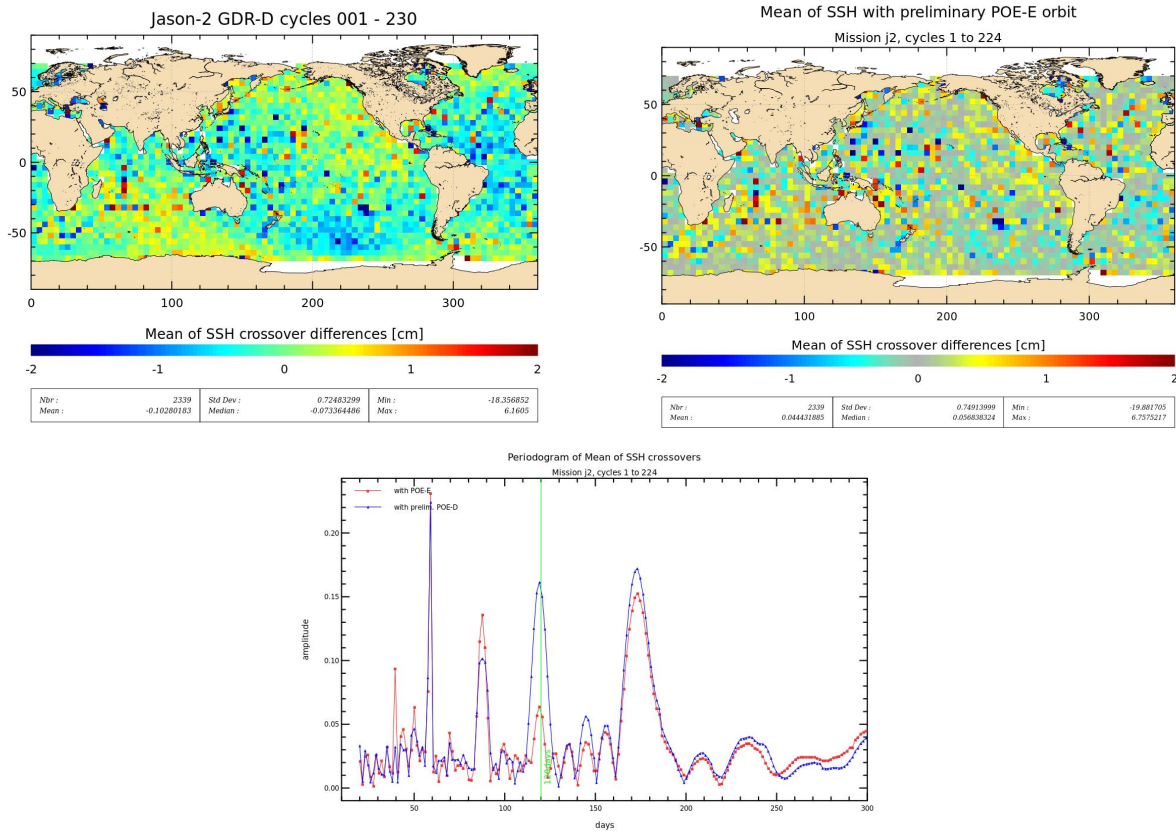 Jason-2 GDR-D cycles 001 - 230
50
0
-50
0 100 200 300
Mean of SSH crossover differences [cm]
-2 -1 0 1 2
Nbr : 2339 Std Dev : 0.72483299 Min : -18.356852
Mean : -0.10280183 Median : -0.073364486 Max : 6.1605
Mean of SSH with preliminary POE-E orbit
Mission j2, cycles 1 to 224
50
0
-50
0 100 200 300
Mean of SSH crossover differences [cm]
-2 -1 0 1 2
Nbr : 2339 Std Dev : 0.74913999 Min : -19.881705
Mean : 0.044431885 Median : 0.056838324 Max : 6.7575217
Periodogram of Mean of SSH crossovers
Mission j2, cycles 1 to 224
with POE-E
with prelim. POE-D
0.20
0.15
0.10
0.05
0.00
amplitude
50 100 150 200 250 300
days